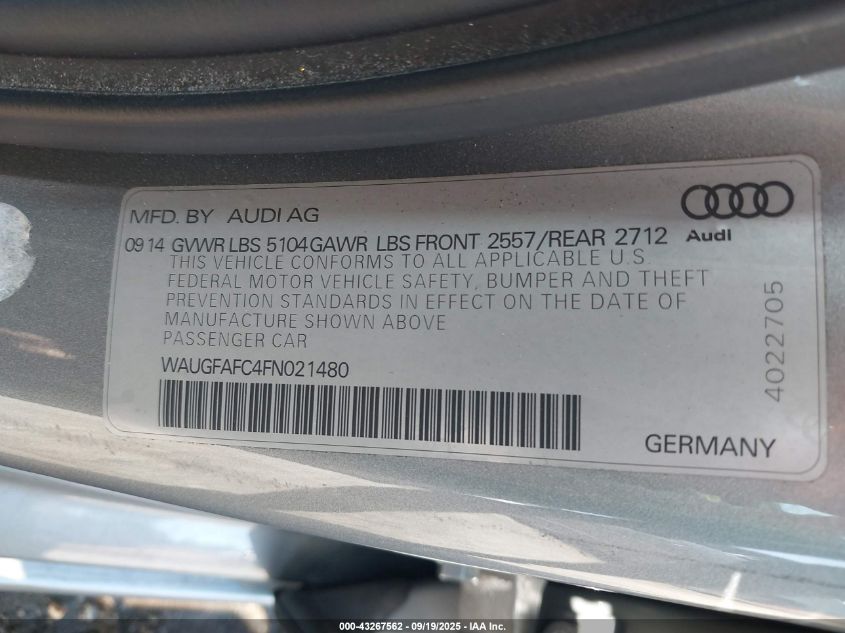 MFD. BY AUDI AG
09 14 GVWR LBS 5104 GAWR LBS FRONT 2557/REAR 2712
Audi
THIS VEHICLE CONFORMS TO ALL APPLICABLE U.S.
FEDERAL MOTOR VEHICLE SAFETY, BUMPER AND THEFT
PREVENTION STANDARDS IN EFFECT ON THE DATE OF
MANUFACTURE SHOWN ABOVE
PASSENGER CAR
WAUGFAFC4FN021480
4022705
GERMANY
000-43267562 - 09/19/2025 - IAA Inc.